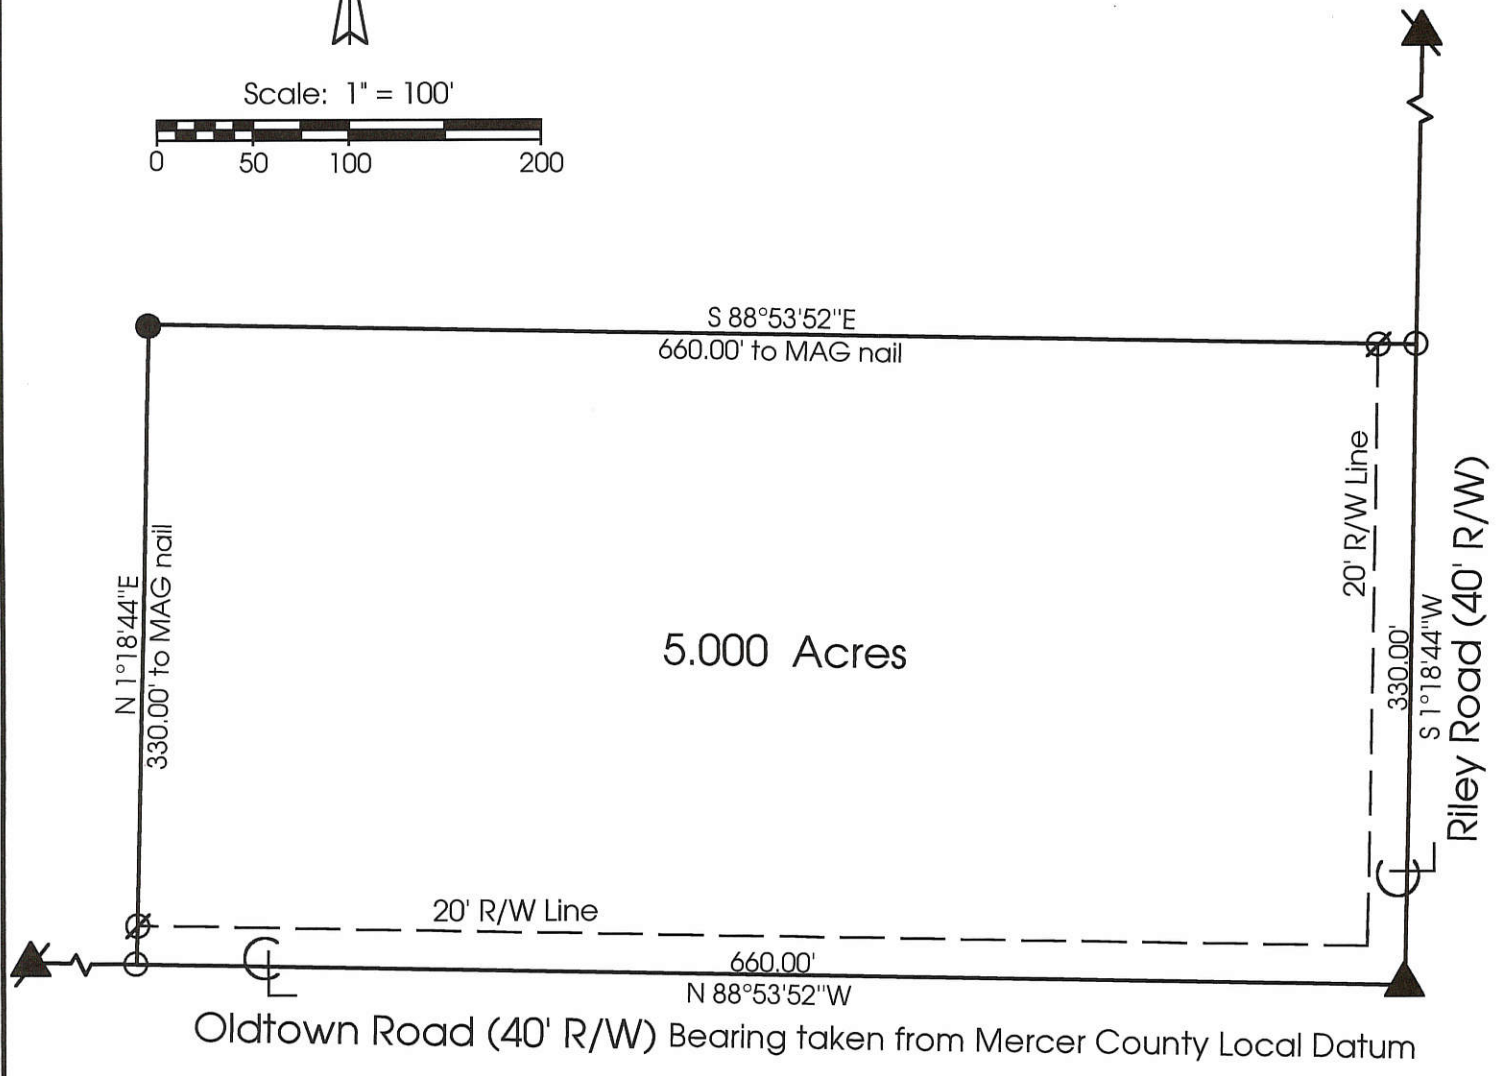 Scale: 1" = 100'
0 50 100 200
S 88°53'52"E
660.00' to MAG nail
N 1°18'44"E
330.00' to MAG nail
5.000 Acres
20' R/W Line
330.00'
S 1°18'44"W
Riley Road (40' R/W)
20' R/W Line
660.00'
N 88°53'52"W
Oldtown Road (40' R/W) Bearing taken from Mercer County Local Datum